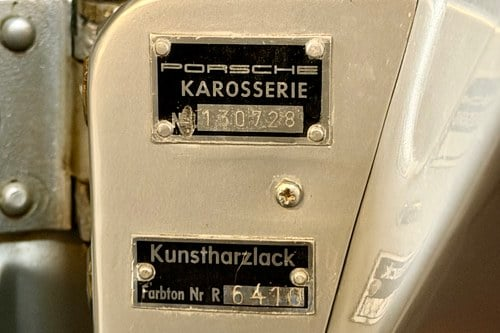 PORSCHE
KAROSSERIE
Nr 130728
Kunstharzlack
Farbton Nr R 6410